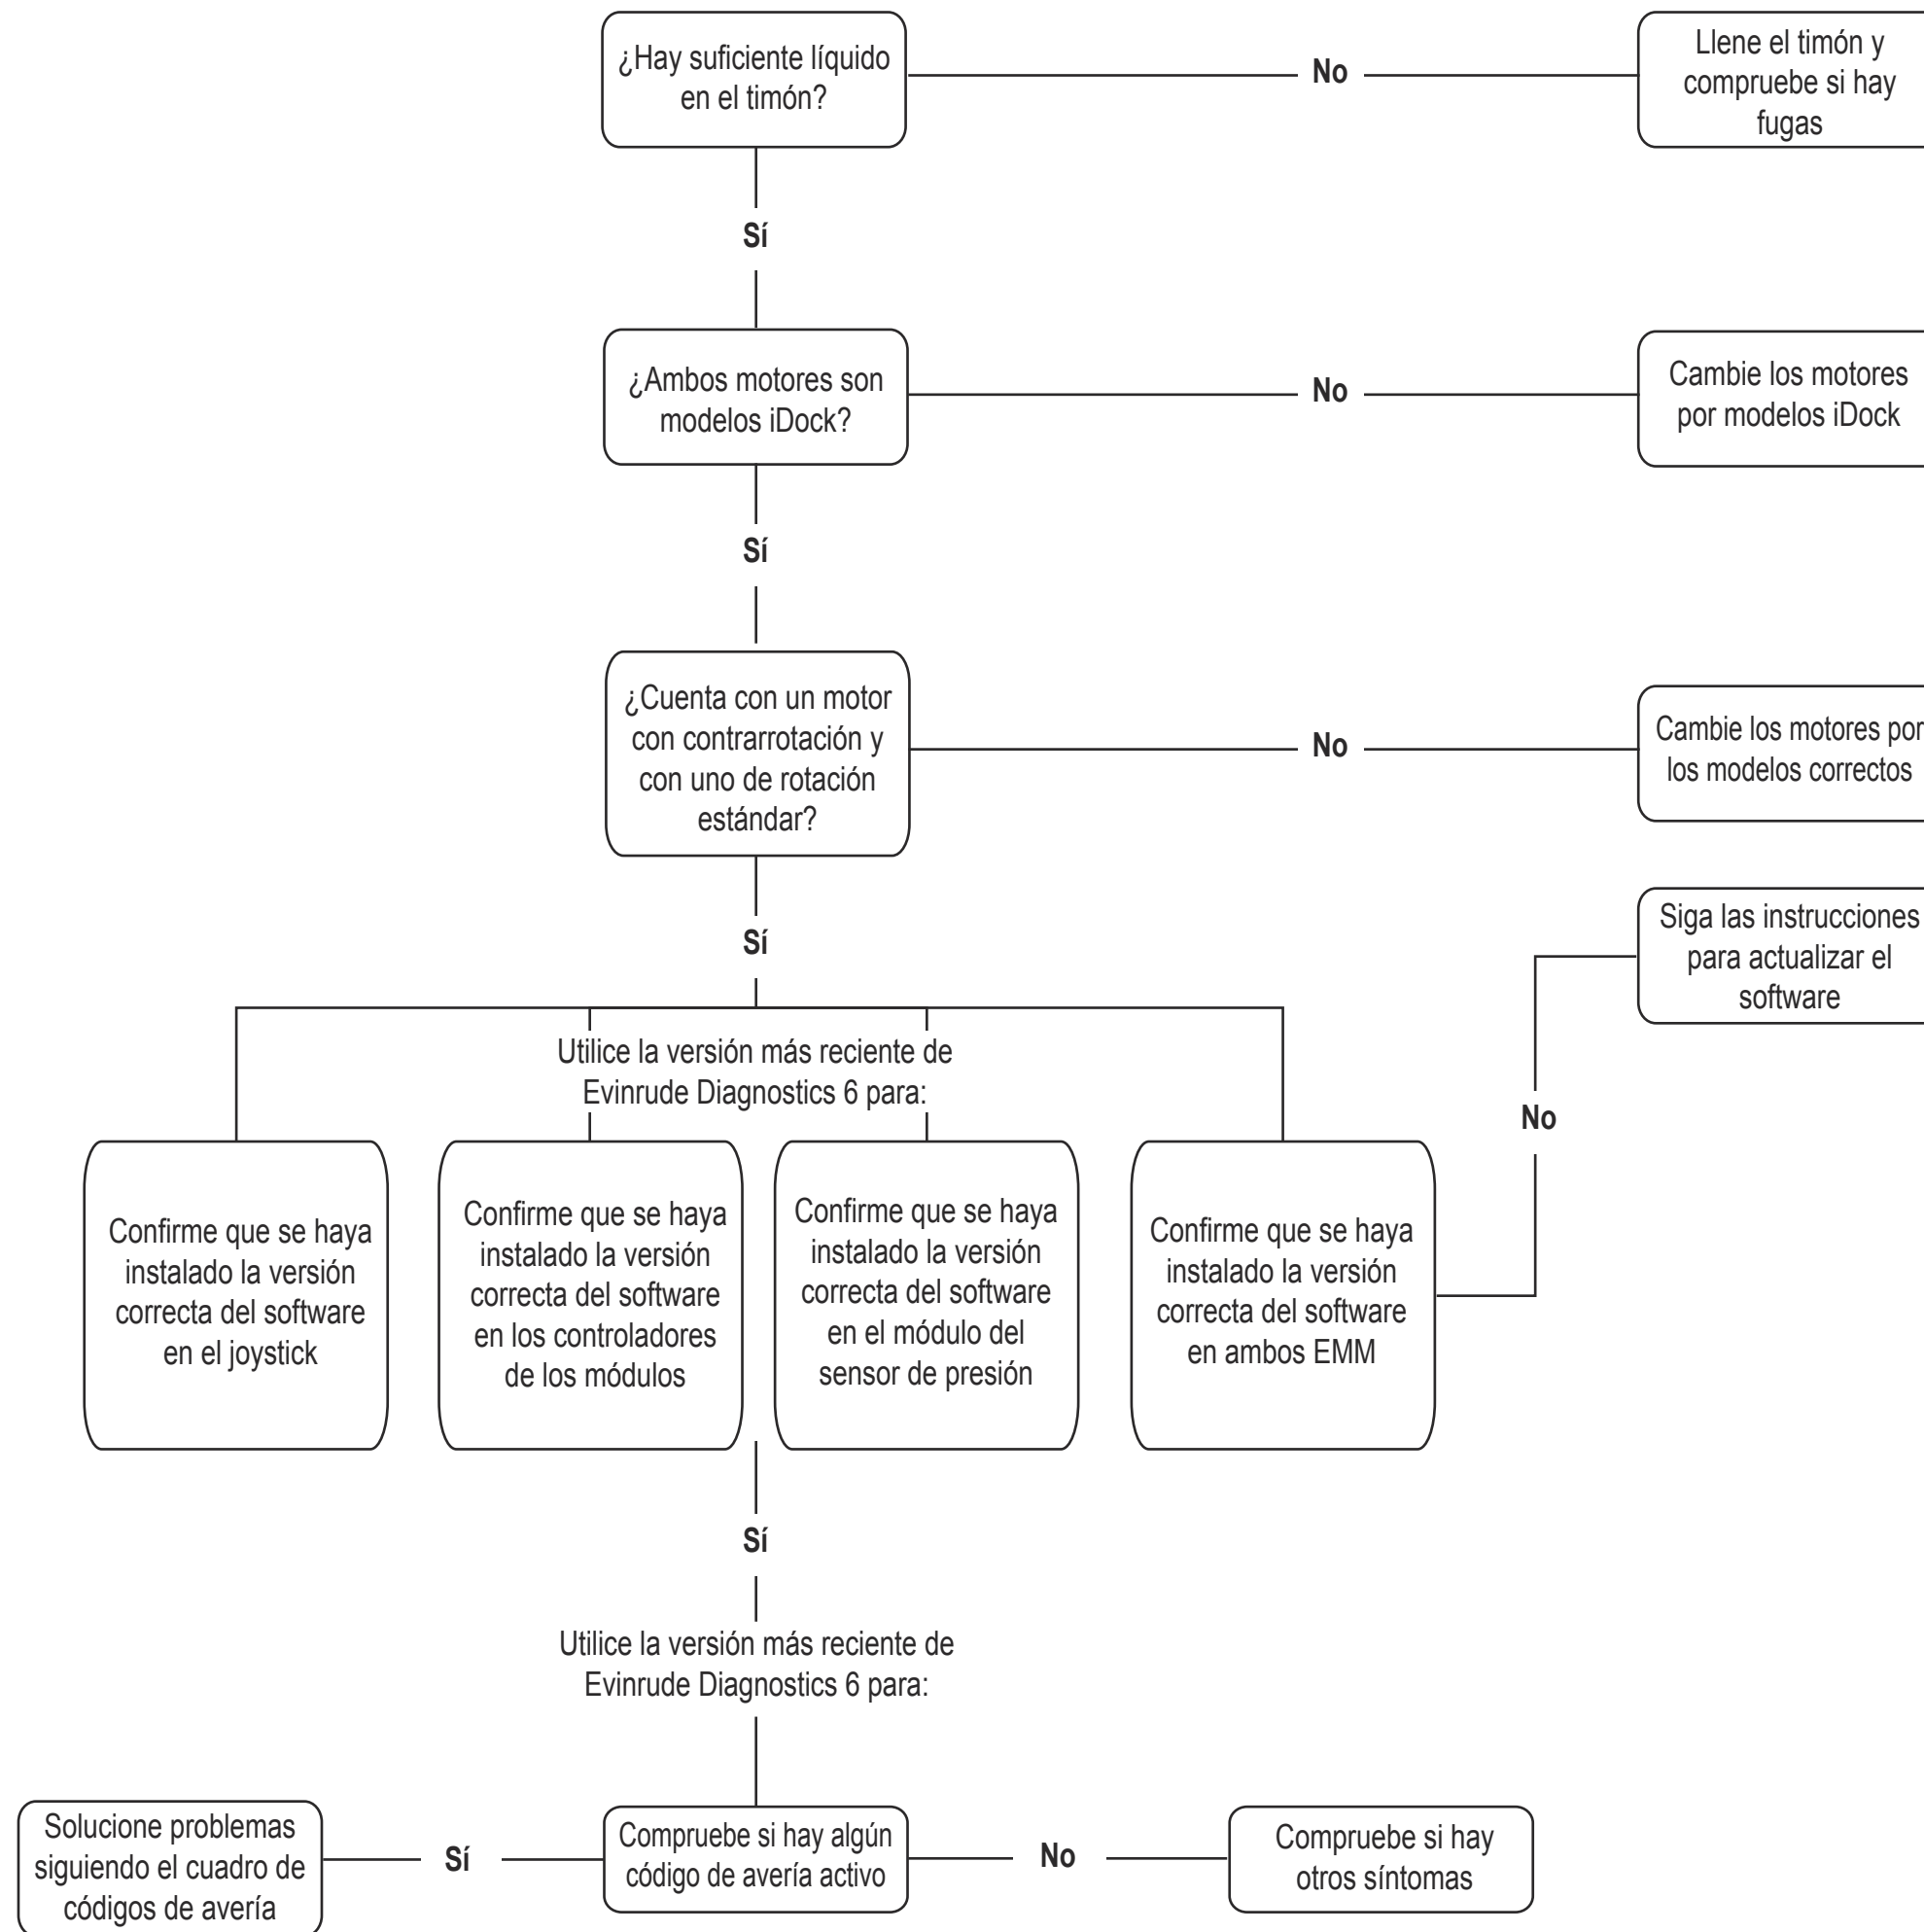 ¿Hay suficiente líquido
en el timón?
No
Llene el timón y
compruebe si hay
fugas
Sí
¿Ambos motores son
modelos iDock?
No
Cambie los motores
por modelos iDock
Sí
¿Cuenta con un motor
con contrarrotación y
con uno de rotación
estándar?
No
Cambie los motores por
los modelos correctos
Sí
Siga las instrucciones
para actualizar el
software
No
Utilice la versión más reciente de
Evinrude Diagnostics 6 para:
Confirme que se haya
instalado la versión
correcta del software
en el joystick
Confirme que se haya
instalado la versión
correcta del software
en los controladores
de los módulos
Confirme que se haya
instalado la versión
correcta del software
en el módulo del
sensor de presión
Confirme que se haya
instalado la versión
correcta del software
en ambos EMM
Sí
Utilice la versión más reciente de
Evinrude Diagnostics 6 para:
Solucione problemas
siguiendo el cuadro de
códigos de avería
Sí
Compruebe si hay algún
código de avería activo
No
Compruebe si hay
otros síntomas